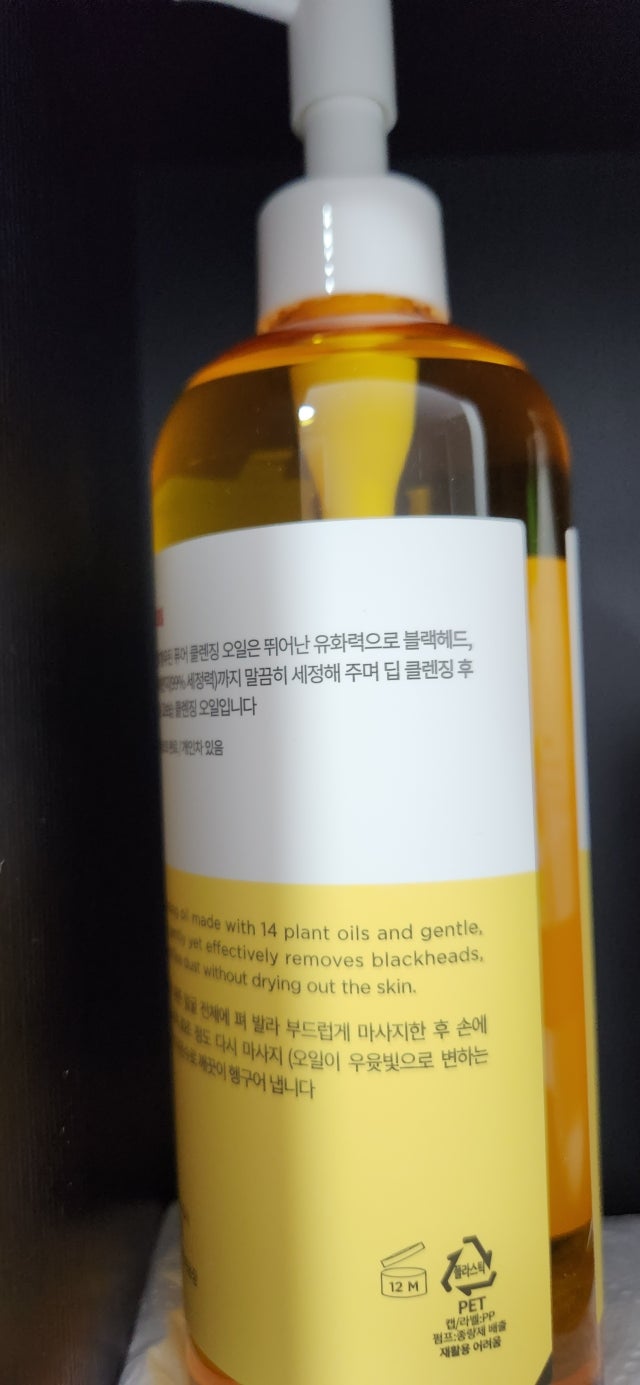 퓨어 클렌징 오일은 뛰어난 유화력으로 블랙헤드,
(99% 세정력)까지 말끔히 세정해 주며 딥 클렌징 후
클렌징 오일입니다
개인차 있음
oil made with 14 plant oils and gentle,
yet effectively removes blackheads,
dust without drying out the skin.
얼굴 전체에 펴 발라 부드럽게 마사지한 후 손에
정도 다시 마사지 (오일이 우윳빛으로 변하는
깨끗이 헹구어 냅니다
12 M
플라스틱
PET
캡/라벨:PP
펌프:종량제 배출
재활용 어려움